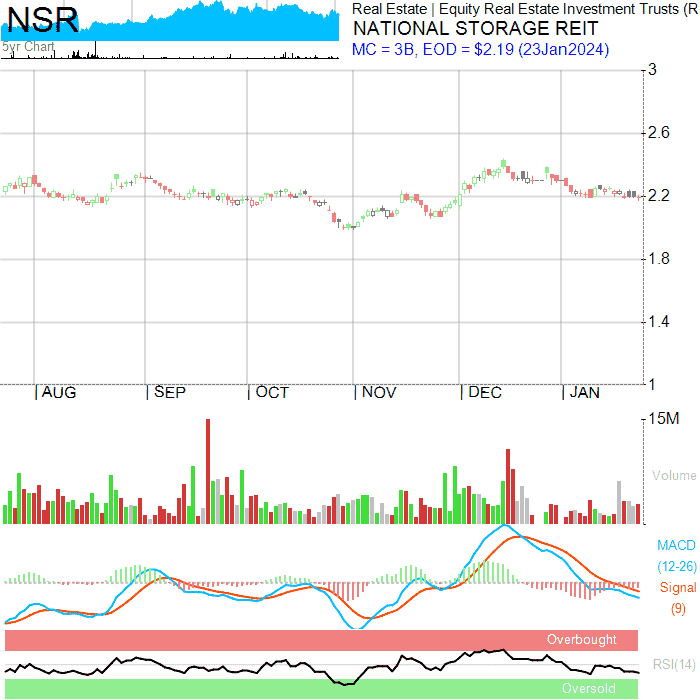 NSR
5yr Chart
Real Estate | Equity Real Estate Investment Trusts (R
NATIONAL STORAGE REIT
MC = 3B, EOD = $2.19 (23Jan2024)
3
2.6
2.2
1.8
1.4
1
| AUG | SEP | OCT | NOV | DEC | JAN
15M
Volume
MACD
(12-26)
Signal
(9)
Overbought
RSI(14)
Oversold